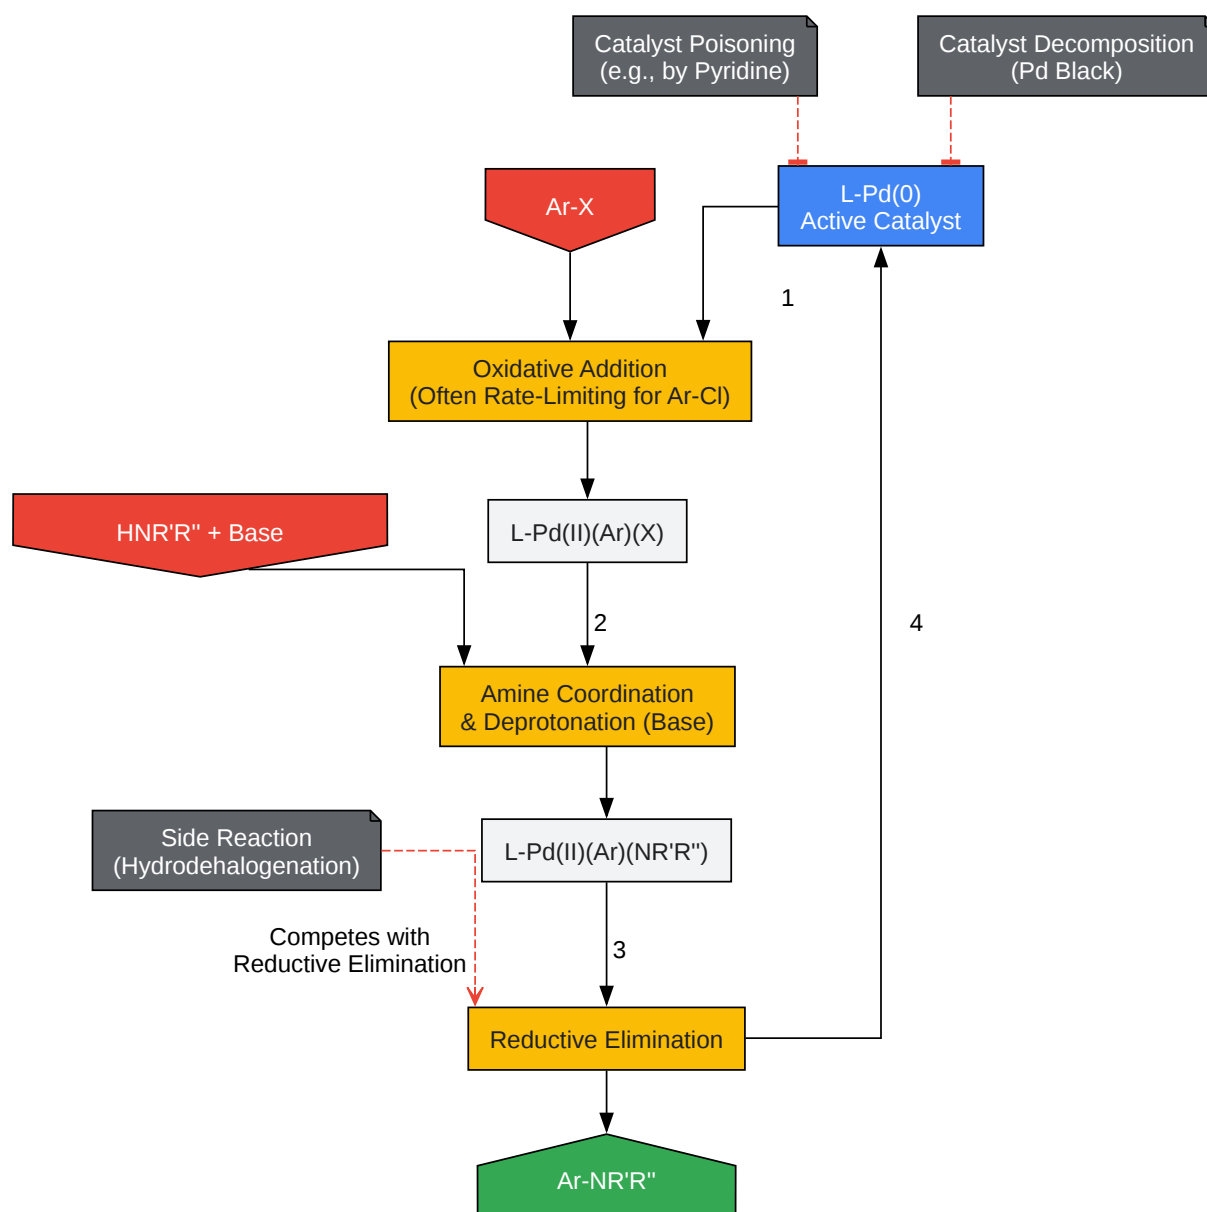 Catalyst Poisoning
(e.g., by Pyridine)
Catalyst Decomposition
(Pd Black)
Ar-X
L-Pd(0)
Active Catalyst
1
Oxidative Addition
(Often Rate-Limiting for Ar-Cl)
HNR'R'' + Base
L-Pd(II)(Ar)(X)
2
4
Amine Coordination
& Deprotonation (Base)
Side Reaction
(Hydrodehalogenation)
L-Pd(II)(Ar)(NR'R'')
Competes with
Reductive Elimination
3
Reductive Elimination
Ar-NR'R''